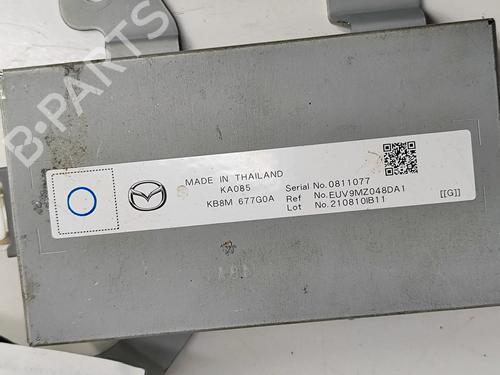 B-PARTS
MADE IN THAILAND
KA085
KB8M 677G0A
Serial No.0811077
Ref No.EUV9MZ048DA1
Lot No.210810IB11
[[G]]